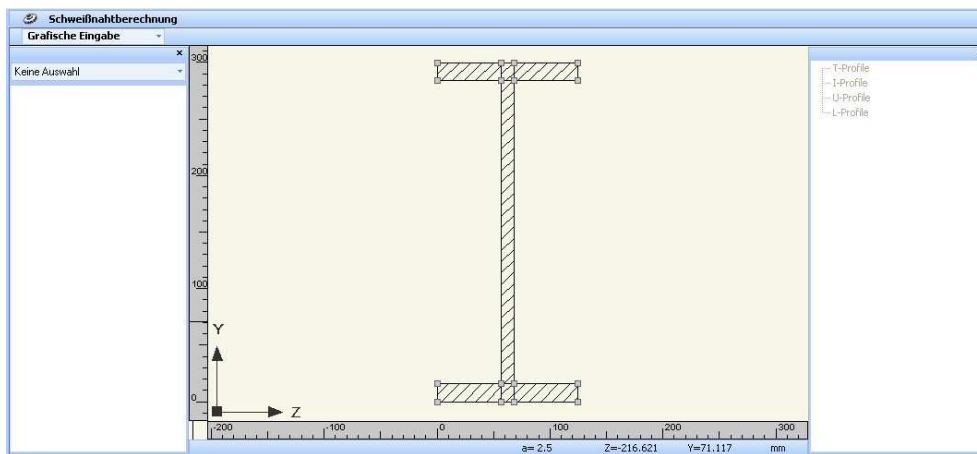 Schweißnahtberechnung
Grafische Eingabe
×
Keine Auswahl
300
200
100
0
Y
Z
-200
-100
0
100
200
300
T-Profile
I-Profile
U-Profile
L-Profile
a= 2.5 Z=-216.621 Y=71.117 mm